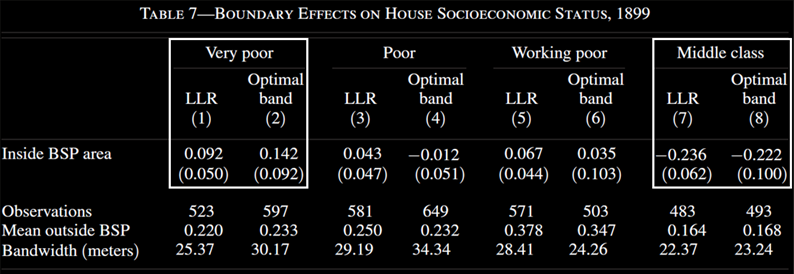 TABLE 7—BOUNDARY EFFECTS ON HOUSE SOCIOECONOMIC STATUS, 1899
Very poor Poor Working poor Middle class
Optimal Optimal Optimal Optimal
LLR band LLR band LLR band LLR band
(1) (2) (3) (4) (5) (6) (7) (8)
Inside BSP area 0.092 0.142 0.043 −0.012 0.067 0.035 −0.236 −0.222
(0.050) (0.092) (0.047) (0.051) (0.044) (0.103) (0.062) (0.100)
Observations 523 597 581 649 571 503 483 493
Mean outside BSP 0.220 0.233 0.250 0.232 0.378 0.347 0.164 0.168
Bandwidth (meters) 25.37 30.17 29.19 34.34 28.41 24.26 22.37 23.24